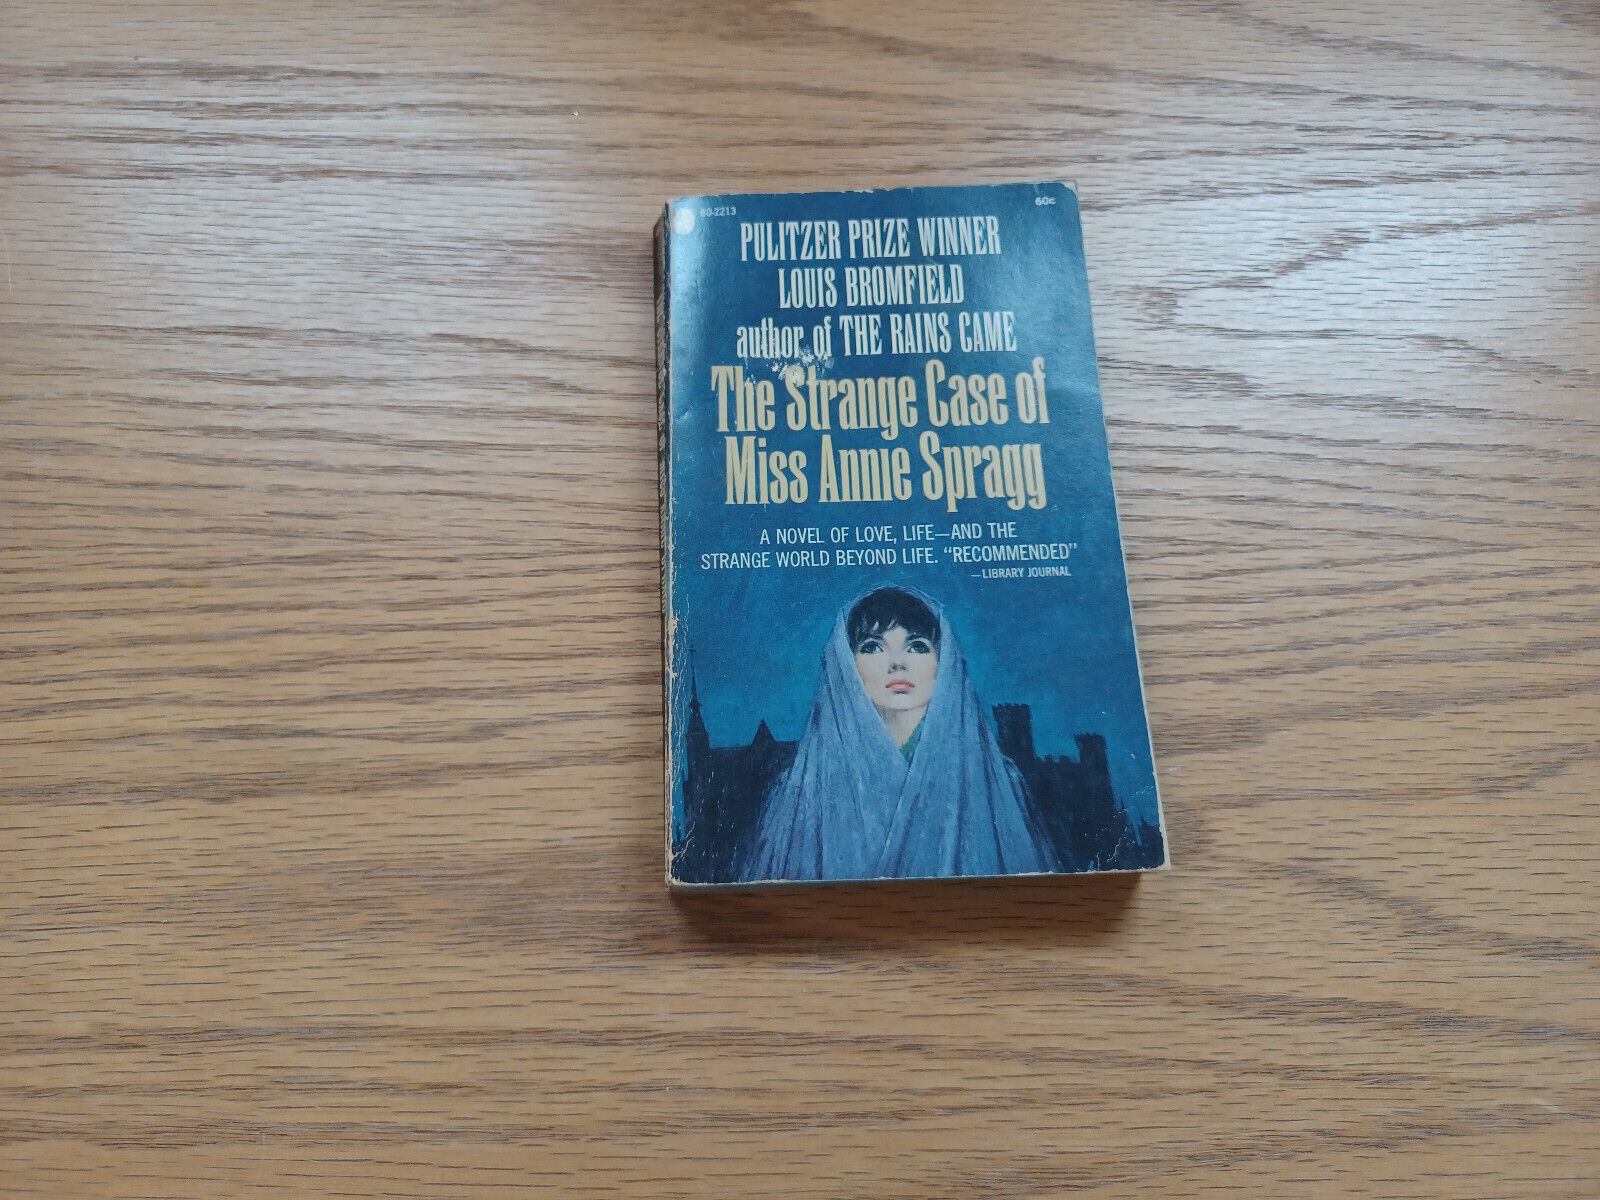 60-2213
60¢
PULITZER PRIZE WINNER
LOUIS BROMFIELD
author of THE RAINS CAME
The Strange Case of
Miss Annie Spragg
A NOVEL OF LOVE, LIFE—AND THE
STRANGE WORLD BEYOND LIFE. "RECOMMENDED"
—LIBRARY JOURNAL